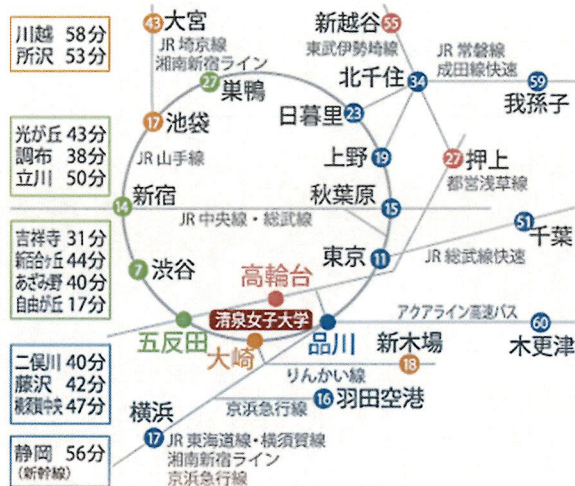 川越 58分
所沢 53分
43 大宮
JR 埼京線
湘南新宿ライン
新越谷 55
東武伊勢崎線
JR 常磐線
成田線快速
27
巣鴨
北千住
34
59
我孫子
日暮里 23
光が丘 43分
調布 38分
立川 50分
17 池袋
JR 山手線
上野 19
27 押上
都営浅草線
14 新宿
秋葉原
15
JR 中央線・総武線
51
千葉
吉祥寺 31分
新百合ヶ丘 44分
あざみ野 40分
自由が丘 17分
7 渋谷
東京 11
JR 総武線快速
高輪台
清泉女子大学
五反田
大崎
品川
アクアライン高速バス
60
木更津
新木場
18
りんかい線
二俣川 40分
藤沢 42分
横須賀中央 47分
京浜急行線
16 羽田空港
横浜
17
JR 東海道線・横須賀線
湘南新宿ライン
京浜急行線
静岡 56分
(新幹線)